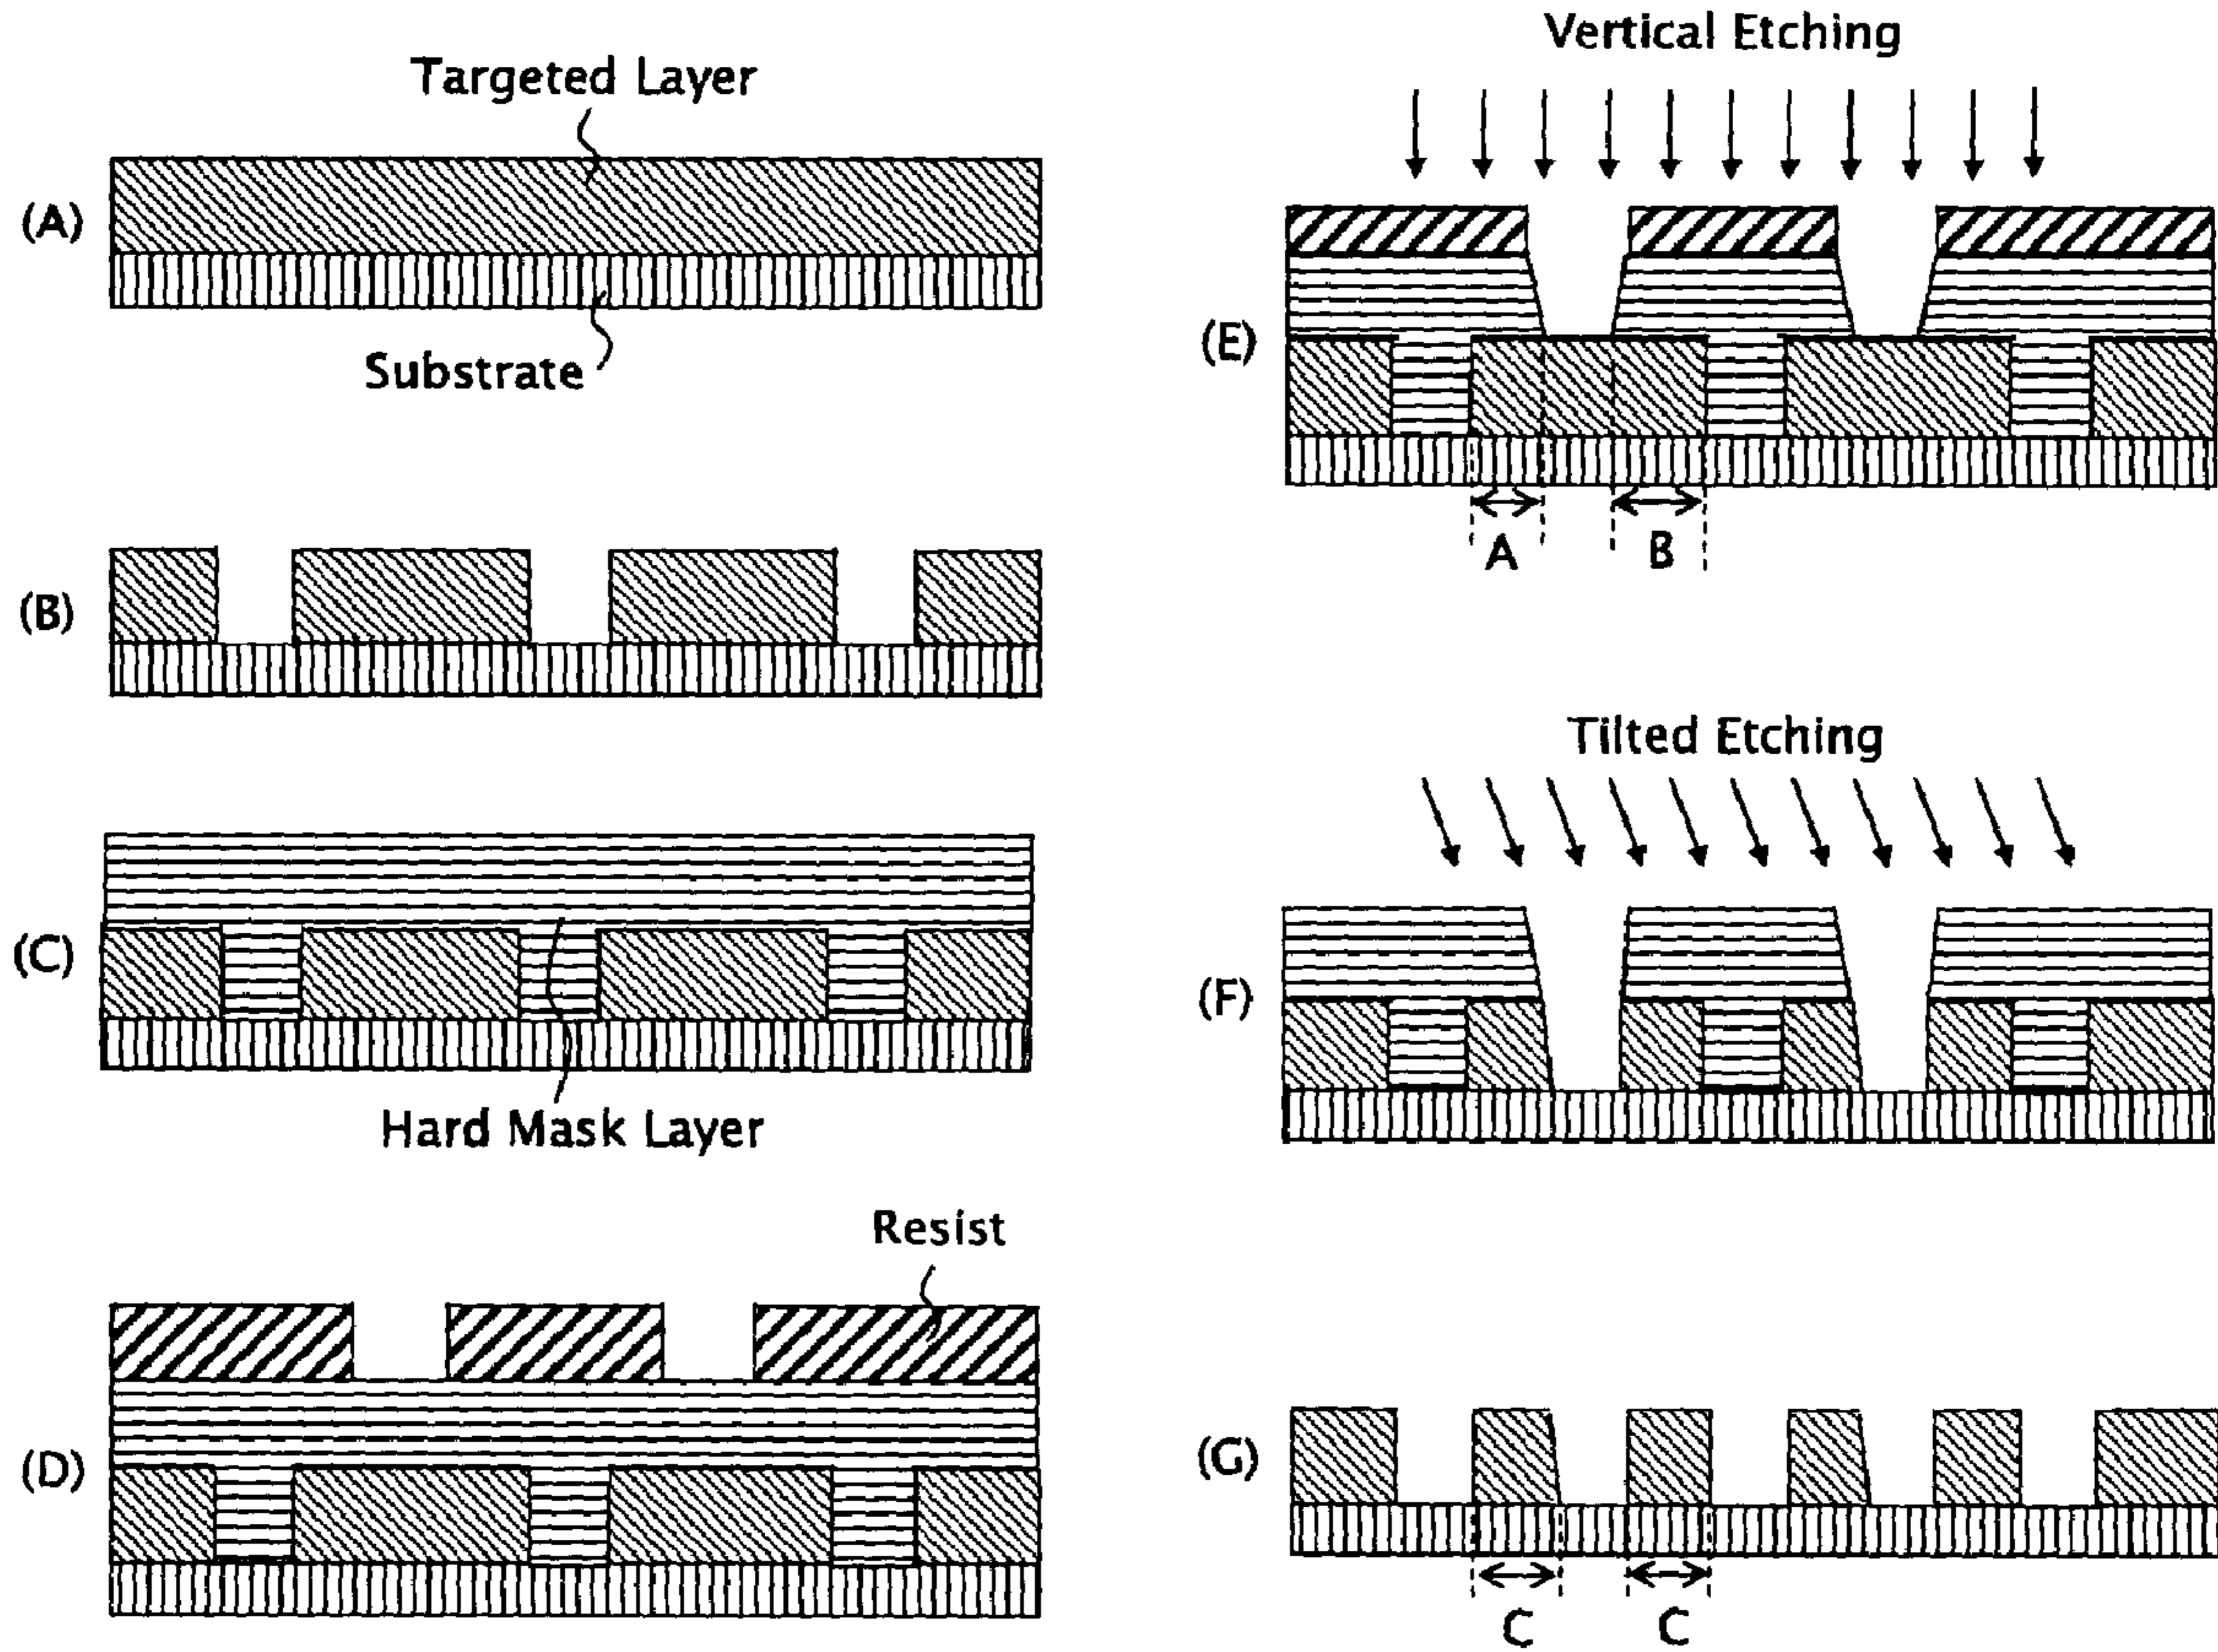 Targeted Layer
(A)
Substrate
(B)
(C)
Hard Mask Layer
Resist
(D)
Vertical Etching
(E)
A
B
Tilted Etching
(F)
(G)
C
C